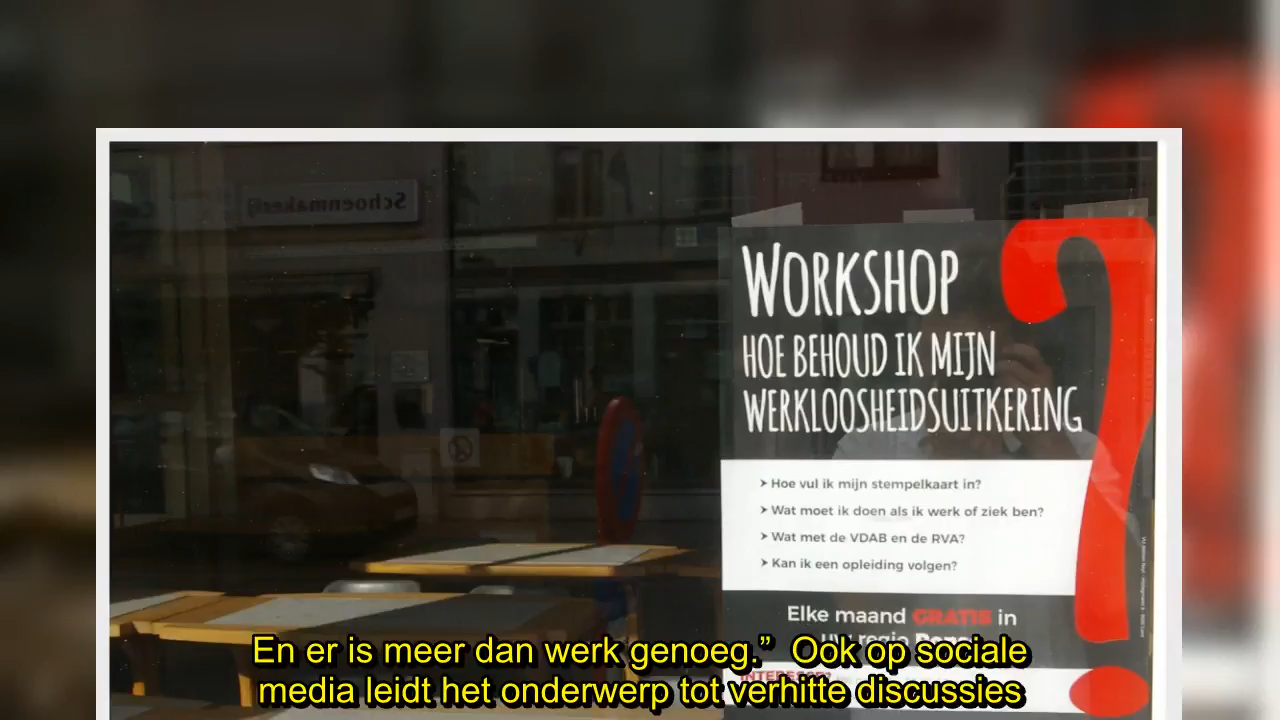 Schoenmakerij
WORKSHOP
HOE BEHOUD IK MIJN
WERKLOOSHEIDSUITKERING
➤ Hoe vul ik mijn stempelkaart in?
➤ Wat moet ik doen als ik werk of ziek ben?
➤ Wat met de VDAB en de RVA?
➤ Kan ik een opleiding volgen?
?
Elke maand GRATIS in
uw regio
En er is meer dan werk genoeg.” Ook op sociale
media leidt het onderwerp tot verhitte discussies